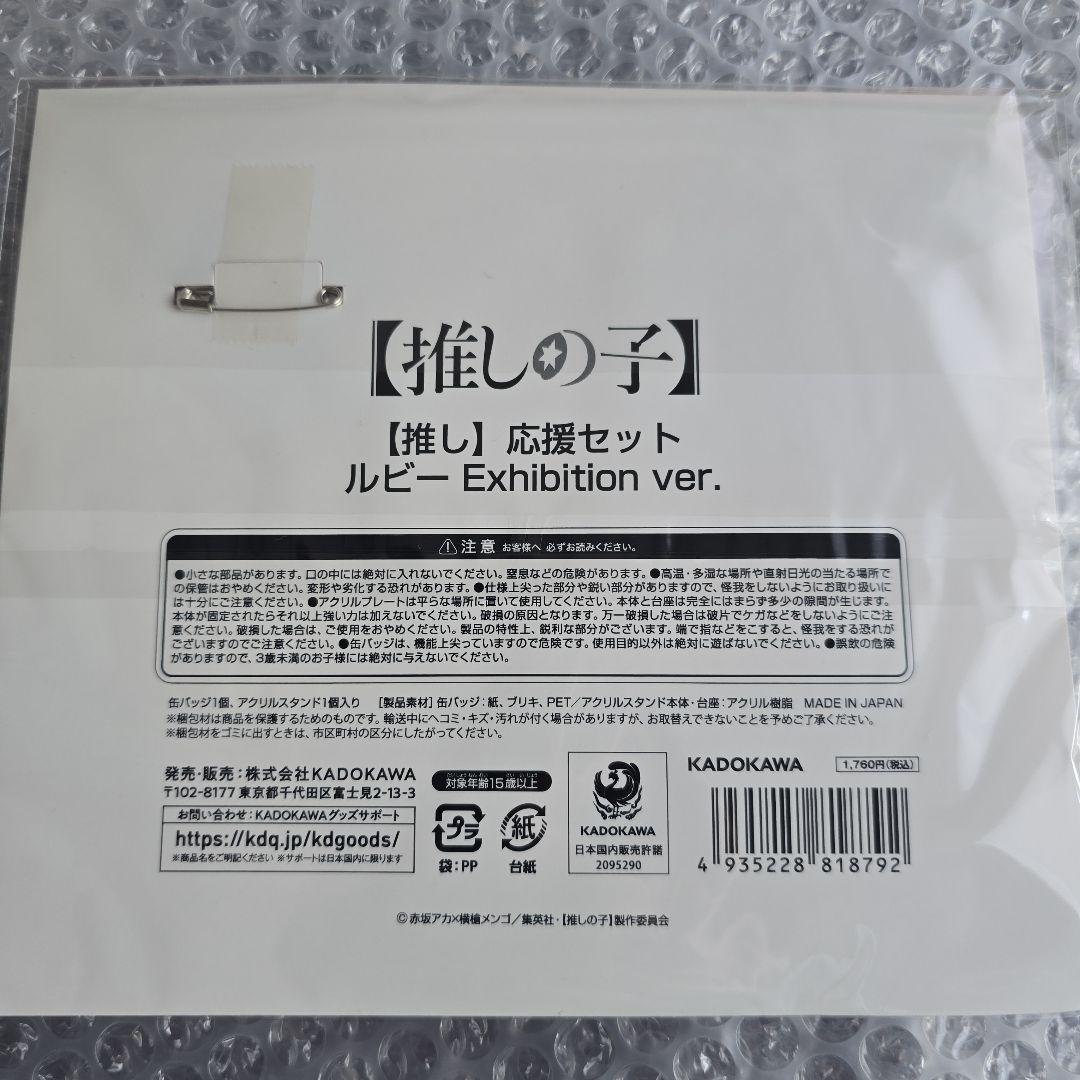 【推しの子】
【推し】応援セット
ルビー Exhibition ver.
注意 お客様へ 必ずお読みください。
●小さな部品があります。口の中には絶対に入れないでください。窒息などの危険があります。●高温・多湿な場所や直射日光の当たる場所で
の保管はおやめください。変形や劣化する恐れがあります。●仕様上尖った部分や鋭い部分がありますので、怪我をしないようにお取り扱いに
は十分にご注意ください。●アクリルプレートは平らな場所に置いて使用してください。本体と台座は完全にはまらず多少の隙間が生じます。
本体が固定されたらそれ以上強い力は加えないでください。破損の原因となります。万一破損した場合は破片でケガなどをしないようにご注
意ください。破損した場合は、ご使用をおやめください。製品の特性上、鋭利な部分がございます。端で指などをこすると、怪我をする恐れが
ございますのでご注意ください。●缶バッジは、機能上尖っていますので危険です。使用目的以外は絶対に遊ばないでください。●誤飲の危険
がありますので、3歳未満のお子様には絶対に与えないでください。
缶バッジ1個、アクリルスタンド1個入り ［製品素材］缶バッジ：紙、ブリキ、PET／アクリルスタンド本体・台座：アクリル樹脂 MADE IN JAPAN
※梱包材は商品を保護するためのものです。輸送中にヘコミ・キズ・汚れが付く場合がありますが、お取替えできないことを予めご了承ください。
※梱包材をゴミに出すときは、市区町村の区分にしたがってください。
発売・販売：株式会社KADOKAWA
〒102-8177 東京都千代田区富士見2-13-3
お問い合わせ：KADOKAWAグッズサポート
https://kdq.jp/kdgoods/
※商品名をご明記ください ※サポートは日本国内に限ります
たいしょうねんれい さい いじょう
対象年齢15歳以上
プラ
袋：PP
紙
台紙
KADOKAWA
日本国内販売許諾
2095290
KADOKAWA
1,760円(税込)
4 935228 818792
©赤坂アカ×横槍メンゴ／集英社・【推しの子】製作委員会